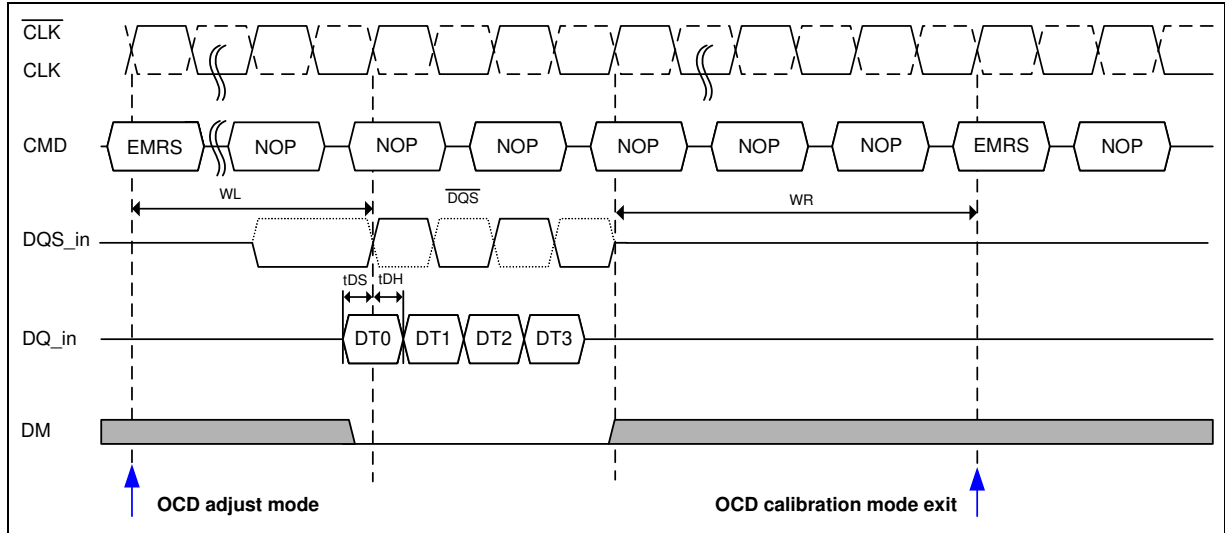 CLK
CLK
CMD EMRS NOP NOP NOP NOP NOP NOP EMRS NOP
WL DQS WR
DQS_in
tDS tDH
DQ_in DT0 DT1 DT2 DT3
DM
OCD adjust mode OCD calibration mode exit